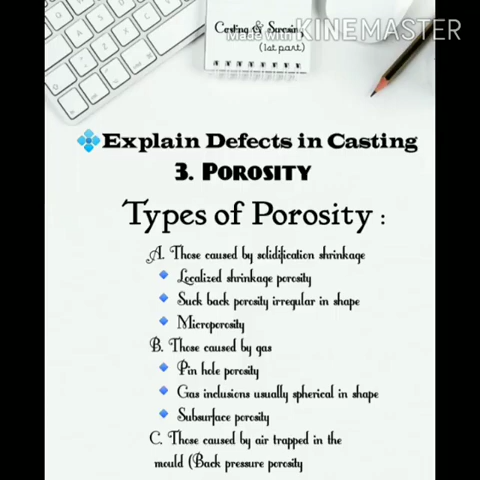 Casting &
(1st part)
Made with KINEMASTER
Explain Defects in Casting
3. POROSITY
Types of Porosity :
A. Those caused by solidification shrinkage
Localized shrinkage porosity
Suck back porosity irregular in shape
Microporosity
B. Those caused by gas
Pin hole porosity
Gas inclusions usually spherical in shape
Subsurface porosity
C. Those caused by air trapped in the
mould (Back pressure porosity